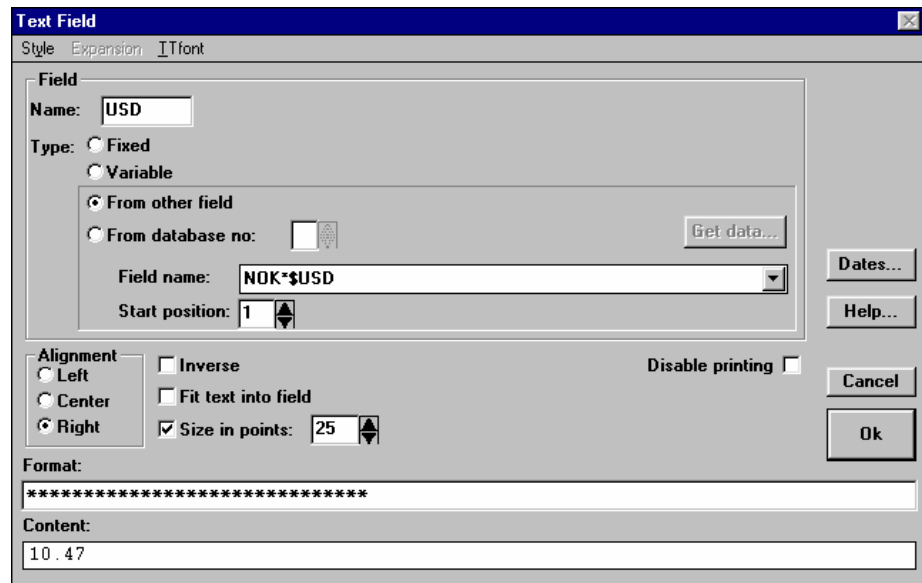 Text Field
Style Expansion TTfont
Field
Name: USD
Type: Fixed
Variable
From other field
From database no:
Get data...
Field name: NOK*$USD
Start position: 1
Dates...
Help...
Alignment
Left
Center
Right
Inverse
Fit text into field
Size in points: 25
Disable printing
Cancel
Ok
Format:
******************************
Content:
10.47